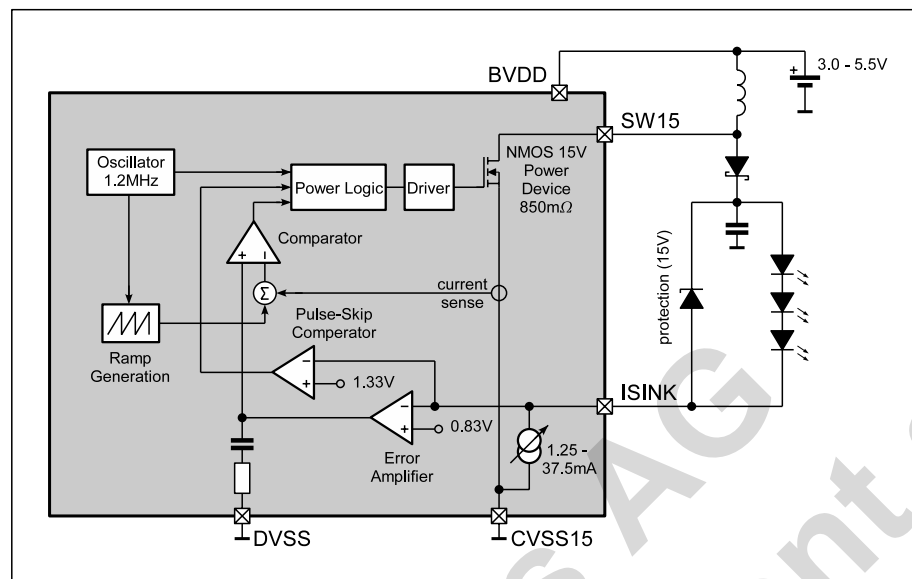 BVDD
3.0 - 5.5V
+
SW15
Oscillator
1.2MHz
Power Logic
Driver
NMOS 15V
Power
Device
850mΩ
Comparator
+ −
Σ
current
sense
protection (15V)
Ramp
Generation
Pulse-Skip
Comperator
−
+
1.33V
ISINK
−
+
0.83V
Error
Amplifier
1.25 -
37.5mA
DVSS
CVSS15
AG